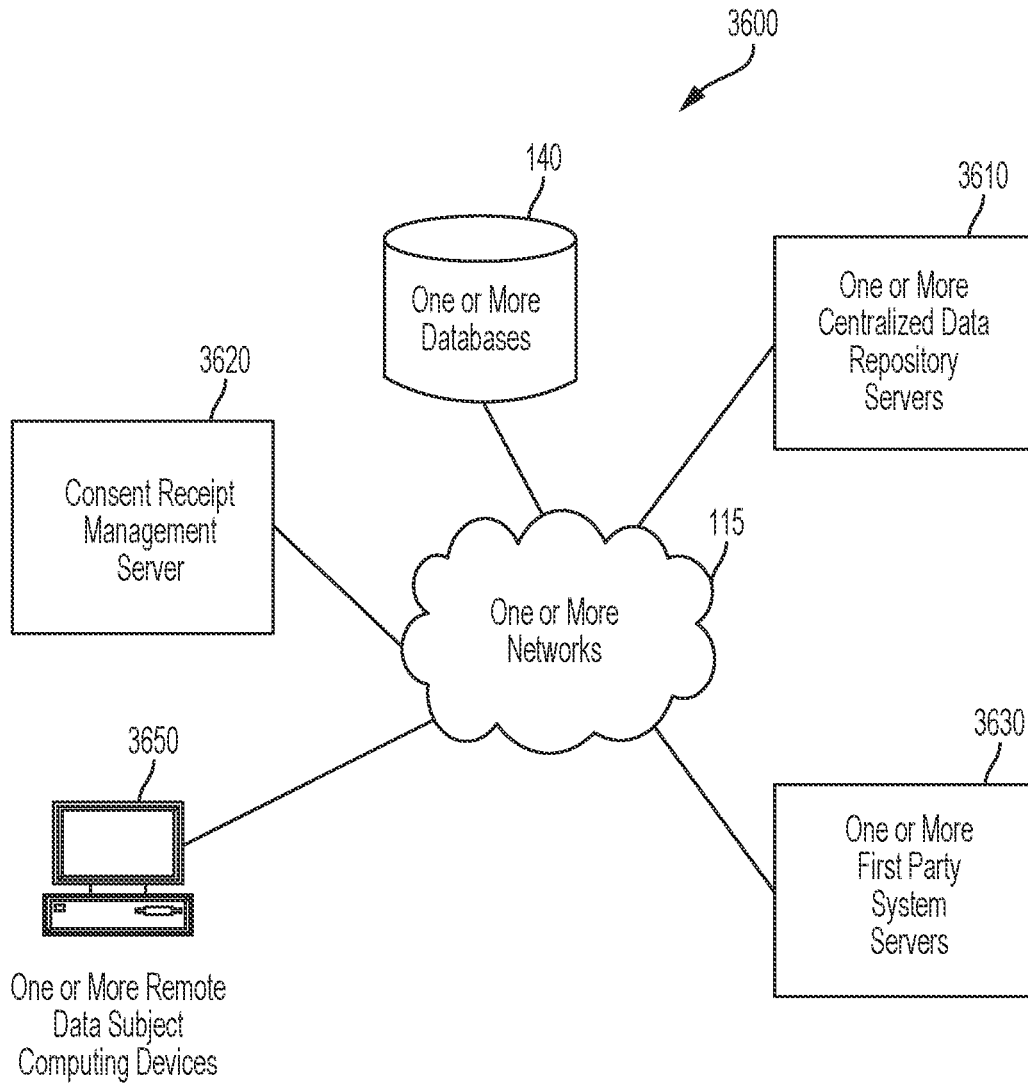 3600
140
One or More
Databases
3610
One or More
Centralized Data
Repository
Servers
3620
Consent Receipt
Management
Server
115
One or More
Networks
3650
One or More Remote
Data Subject
Computing Devices
3630
One or More
First Party
System
Servers